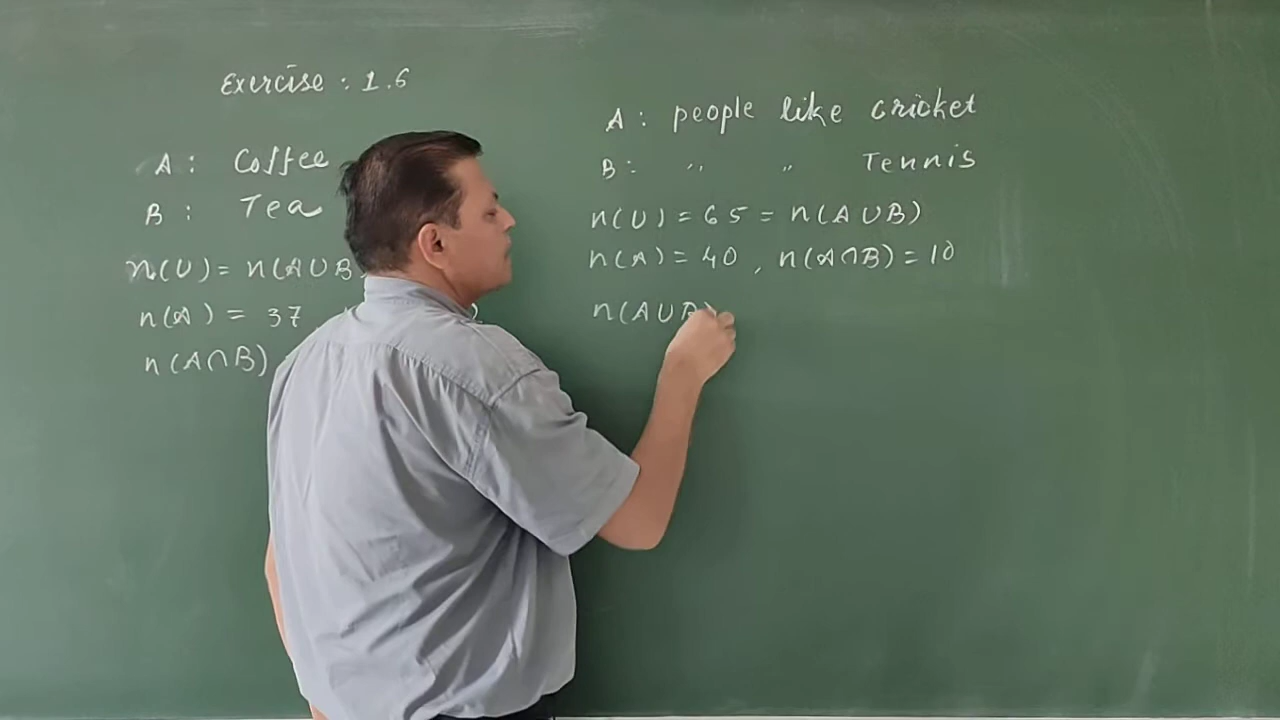 Exercise : 1.6
A : Coffee
B : Tea
n(U) = n(A∪B
n(A) = 37
n(A∩B)
A : people like cricket
B : ,, ,, Tennis
n(U) = 65 = n(A∪B)
n(A) = 40 , n(A∩B) = 10
n(A∪B)